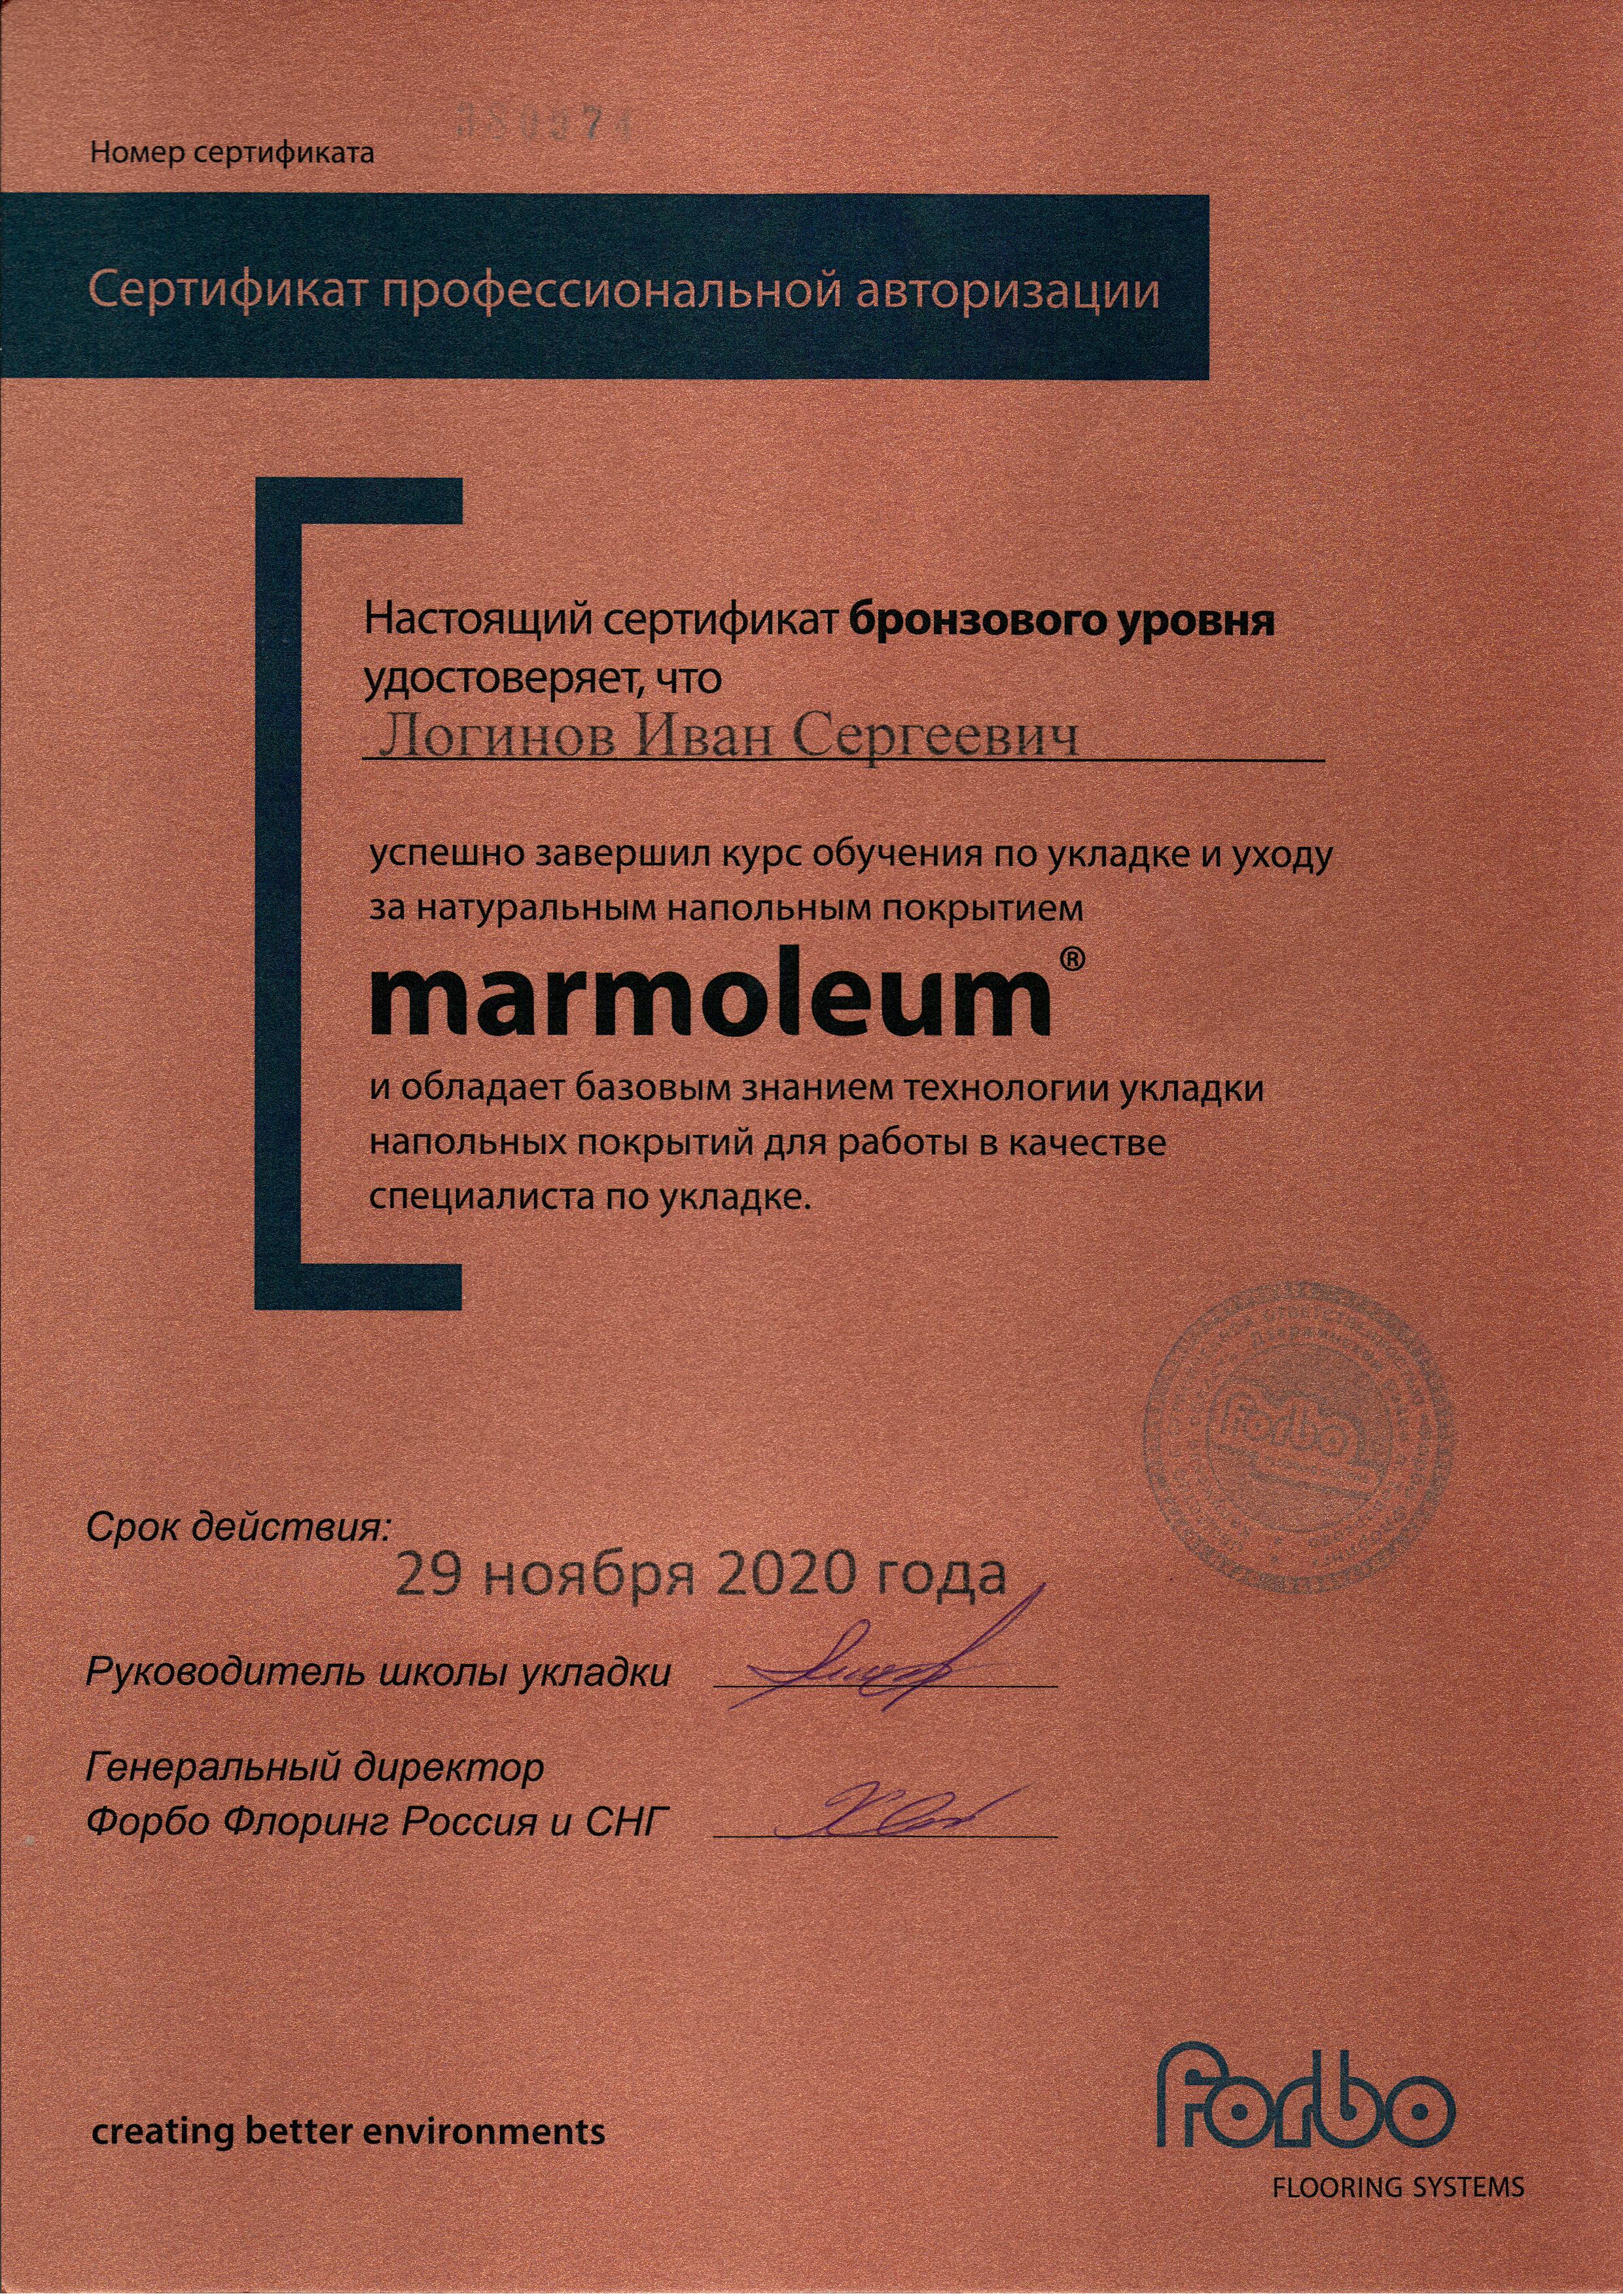 Номер сертификата
Сертификат профессиональной авторизации
Настоящий сертификат бронзового уровня
удостоверяет, что
Логинов Иван Сергеевич
успешно завершил курс обучения по укладке и уходу
за натуральным напольным покрытием
marmoleum®
и обладает базовым знанием технологии укладки
напольных покрытий для работы в качестве
специалиста по укладке.
forbo
Срок действия:
29 ноября 2020 года
Руководитель школы укладки
Генеральный директор
Форбо Флоринг Россия и СНГ
creating better environments
forbo
FLOORING SYSTEMS